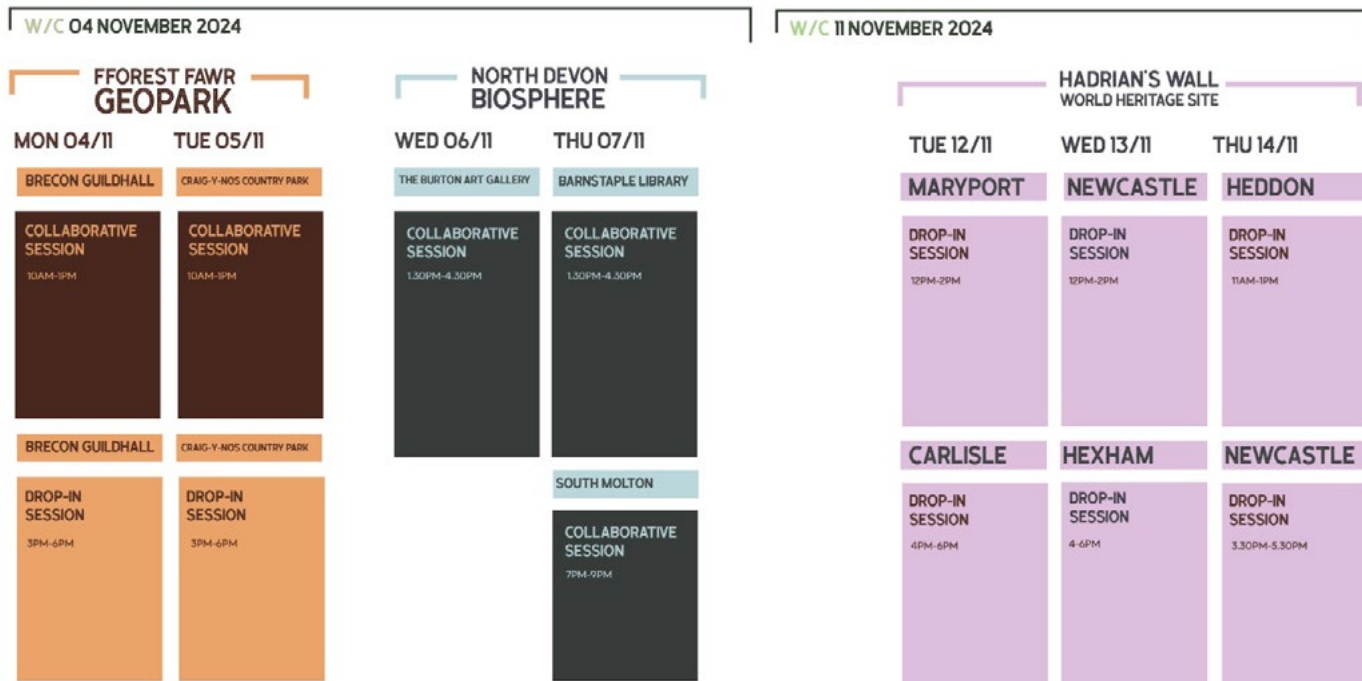 W/C 04 NOVEMBER 2024
FFOREST FAWR
GEOPARK
MON 04/11
TUE 05/11
BRECON GUILDHALL
CRAIG-Y-NOS COUNTRY PARK
COLLABORATIVE
SESSION
10AM-1PM
COLLABORATIVE
SESSION
10AM-1PM
BRECON GUILDHALL
CRAIG-Y-NOS COUNTRY PARK
DROP-IN
SESSION
3PM-6PM
DROP-IN
SESSION
3PM-6PM
NORTH DEVON
BIOSPHERE
WED 06/11
THU 07/11
THE BURTON ART GALLERY
BARNSTAPLE LIBRARY
COLLABORATIVE
SESSION
1.30PM-4.30PM
COLLABORATIVE
SESSION
1.30PM-4.30PM
SOUTH MOLTON
COLLABORATIVE
SESSION
7PM-9PM
W/C 11 NOVEMBER 2024
HADRIAN'S WALL
WORLD HERITAGE SITE
TUE 12/11
WED 13/11
THU 14/11
MARYPORT
NEWCASTLE
HEDDON
DROP-IN
SESSION
12PM-2PM
DROP-IN
SESSION
12PM-2PM
DROP-IN
SESSION
11AM-1PM
CARLISLE
HEXHAM
NEWCASTLE
DROP-IN
SESSION
4PM-6PM
DROP-IN
SESSION
4-6PM
DROP-IN
SESSION
3.30PM-5.30PM